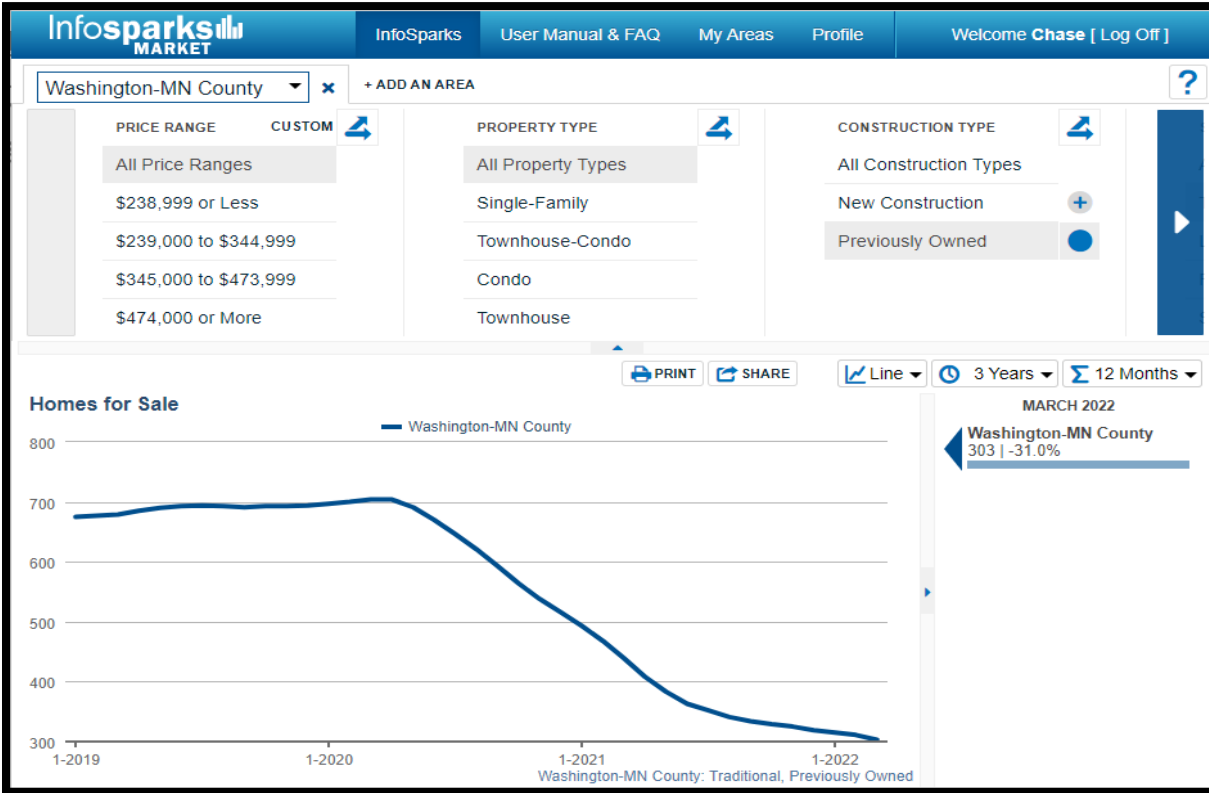 Infosparks
MARKET
InfoSparks
User Manual & FAQ
My Areas
Profile
Welcome Chase [ Log Off ]
Washington-MN County
+ ADD AN AREA
?
PRICE RANGE
CUSTOM
All Price Ranges
$238,999 or Less
$239,000 to $344,999
$345,000 to $473,999
$474,000 or More
PROPERTY TYPE
All Property Types
Single-Family
Townhouse-Condo
Condo
Townhouse
CONSTRUCTION TYPE
All Construction Types
New Construction
Previously Owned
PRINT
SHARE
Line
3 Years
12 Months
Homes for Sale
Washington-MN County
800
700
600
500
400
300
1-2019
1-2020
1-2021
1-2022
Washington-MN County: Traditional, Previously Owned
MARCH 2022
Washington-MN County
303 | -31.0%